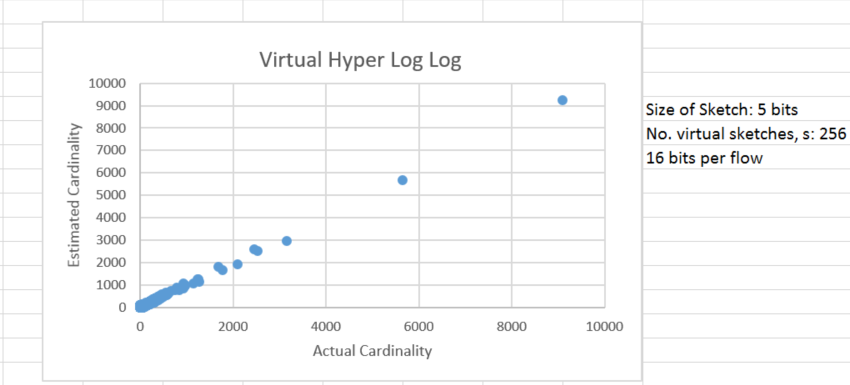 Virtual Hyper Log Log
10000
9000
8000
7000
6000
5000
4000
3000
2000
1000
0
Estimated Cardinality
0 2000 4000 6000 8000 10000
Actual Cardinality
Size of Sketch: 5 bits
No. virtual sketches, s: 256
16 bits per flow